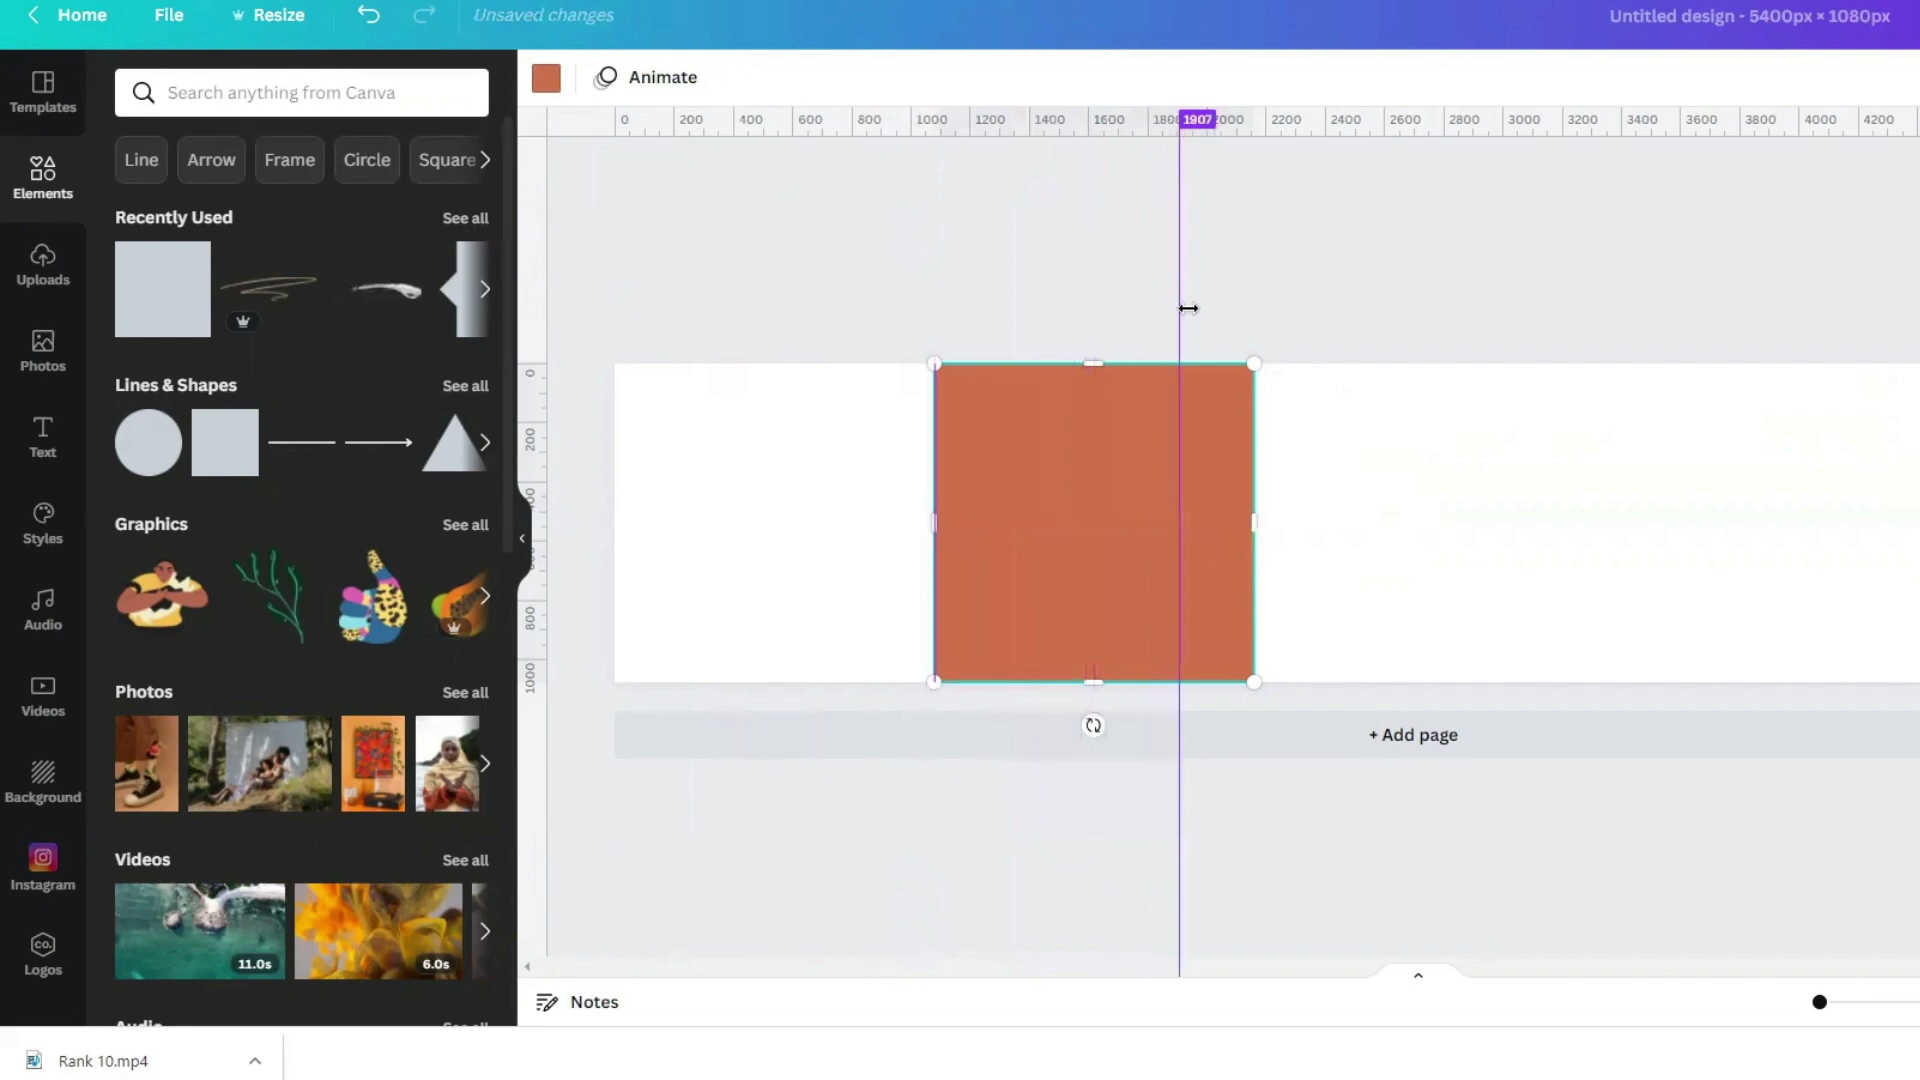 Home File Resize Unsaved changes Untitled design - 5400px × 1080px
Templates
Elements
Uploads
Photos
Text
Styles
Audio
Videos
Background
Instagram
CO.
Logos
Search anything from Canva
Line Arrow Frame Circle Square
Recently Used See all
Lines & Shapes See all
Graphics See all
Photos See all
Videos See all
11.0s 6.0s
Audio See all
Animate
0 200 400 600 800 1000 1200 1400 1600 1907 2200 2400 2600 2800 3000 3200 3400 3600 3800 4000 4200
0
200
800
1000
+ Add page
Notes
Rank 10.mp4